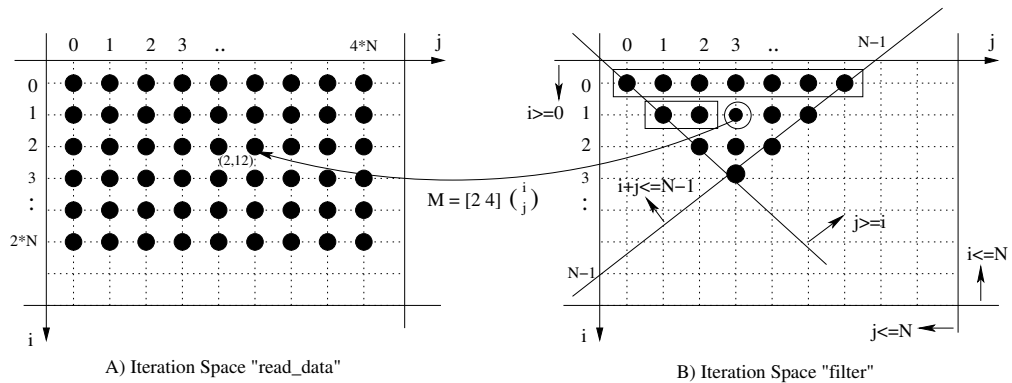 0 1 2 3 .. 4*N j
0
1
2
3
:
2*N
i
(2,12)
A) Iteration Space "read_data"
M = [2 4] ( i j )
0 1 2 3 .. N-1 j
0
i>=0
1
2
3
:
i+j<=N-1
j>=i
N-1
i<=N
j<=N
i
B) Iteration Space "filter"